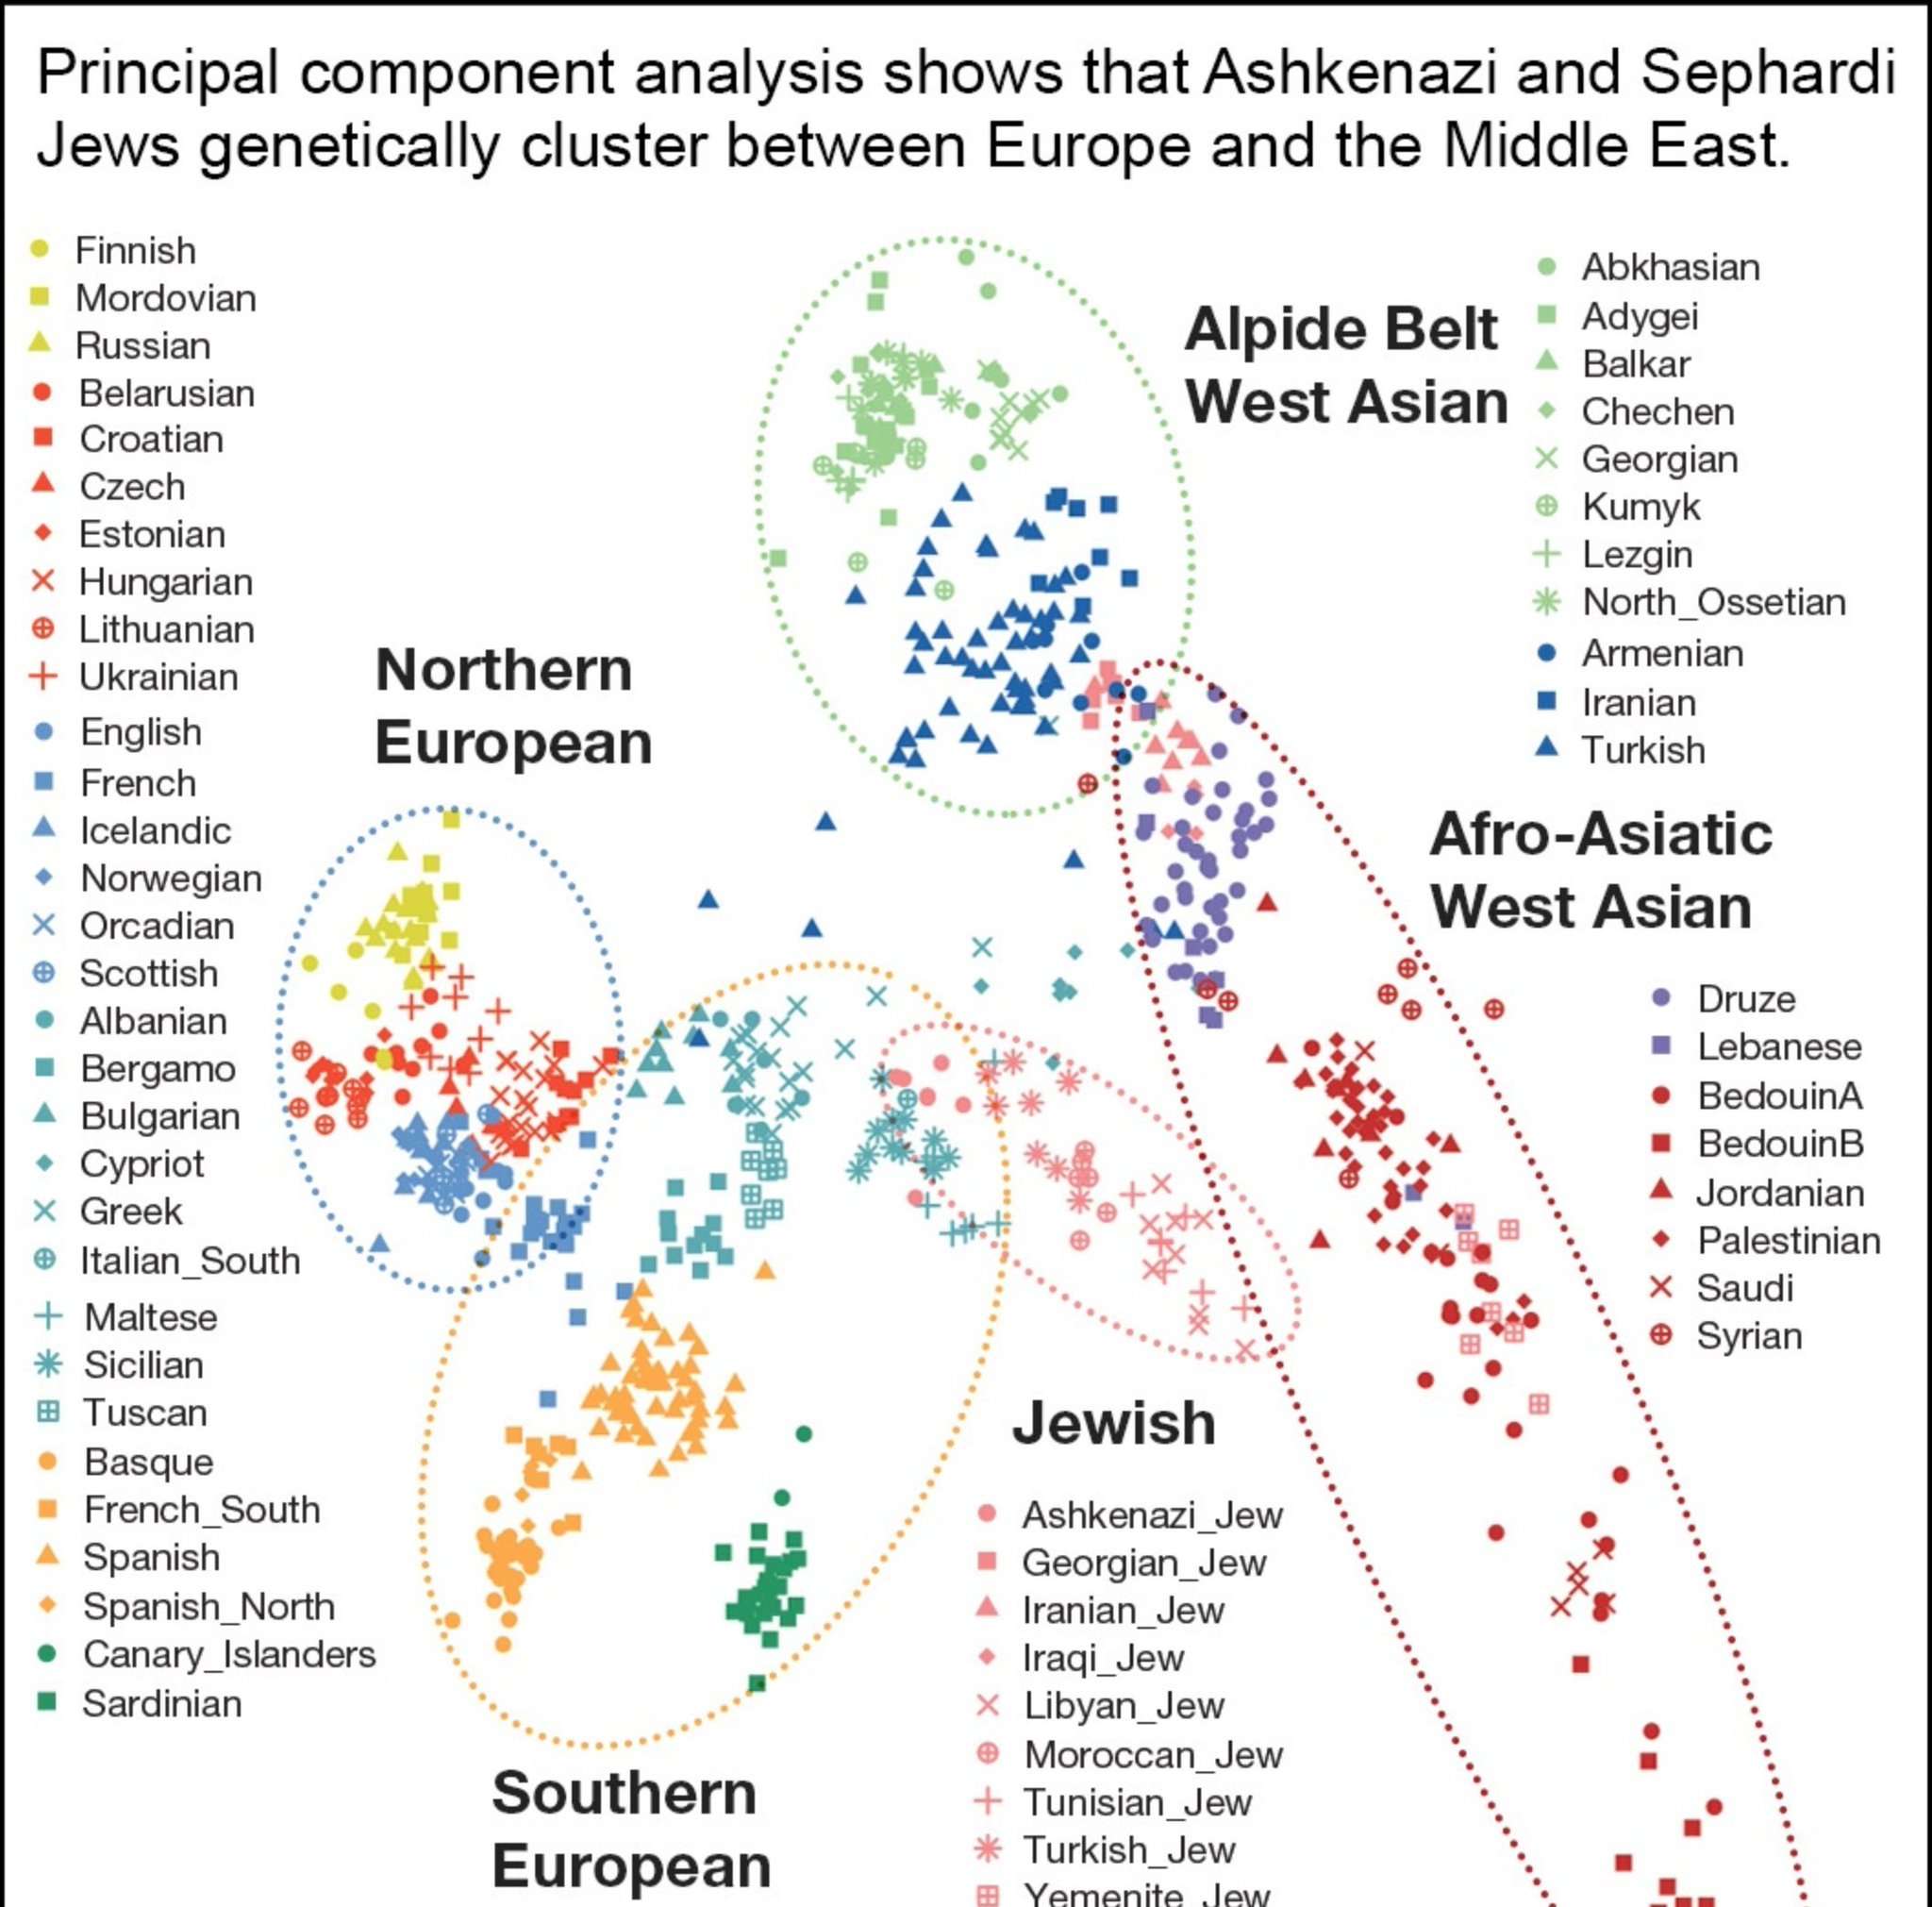 Principal component analysis shows that Ashkenazi and Sephardi
Jews genetically cluster between Europe and the Middle East.
Finnish
Mordovian
Russian
Belarusian
Croatian
Czech
Estonian
Hungarian
Lithuanian
Ukrainian
English
French
Icelandic
Norwegian
Orcadian
Scottish
Albanian
Bergamo
Bulgarian
Cypriot
Greek
Italian_South
Maltese
Sicilian
Tuscan
Basque
French_South
Spanish
Spanish_North
Canary_Islanders
Sardinian
Northern
European
Southern
European
Alpide Belt
West Asian
Abkhasian
Adygei
Balkar
Chechen
Georgian
Kumyk
Lezgin
North_Ossetian
Armenian
Iranian
Turkish
Afro-Asiatic
West Asian
Druze
Lebanese
BedouinA
BedouinB
Jordanian
Palestinian
Saudi
Syrian
Jewish
Ashkenazi_Jew
Georgian_Jew
Iranian_Jew
Iraqi_Jew
Libyan_Jew
Moroccan_Jew
Tunisian_Jew
Turkish_Jew
Yemenite_Jew